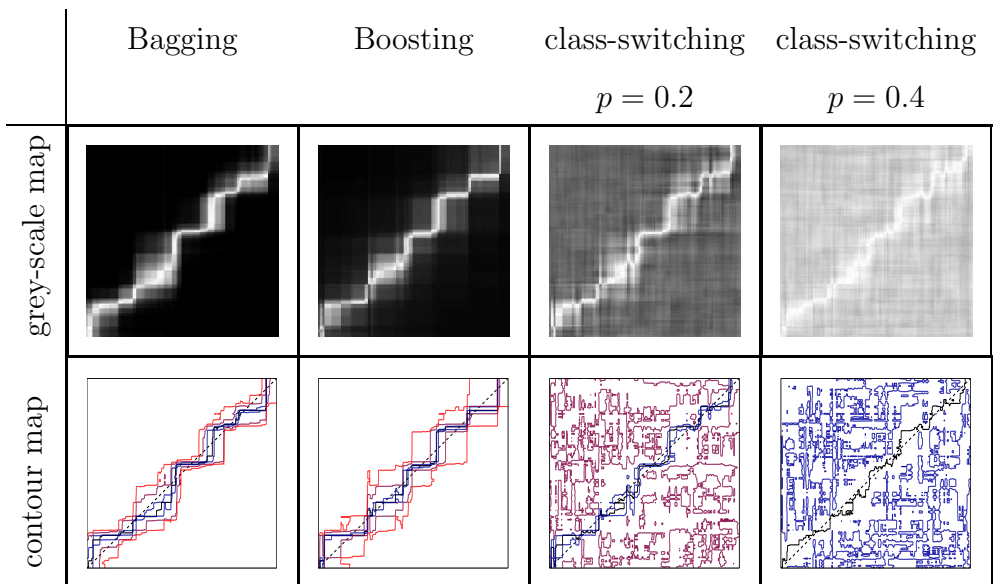 Bagging
Boosting
class-switching
p = 0.2
class-switching
p = 0.4
grey-scale map
contour map